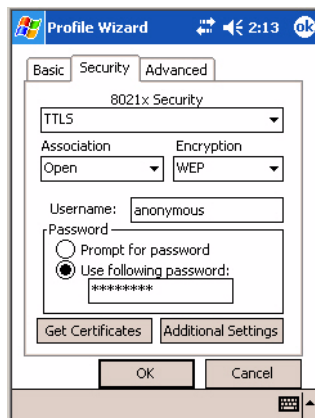 Profile Wizard 2:13 ok
Basic Security Advanced
8021x Security
TTLS
Association Encryption
Open WEP
Username: anonymous
Password
Prompt for password
Use following password:
********
Get Certificates Additional Settings
OK Cancel